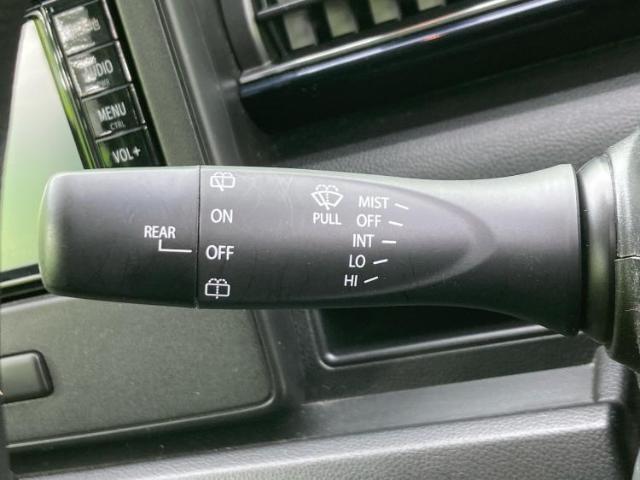 AUDIO
MENU
CTRL
VOL+
REAR
ON
OFF
PULL
MIST
OFF
INT
LO
HI